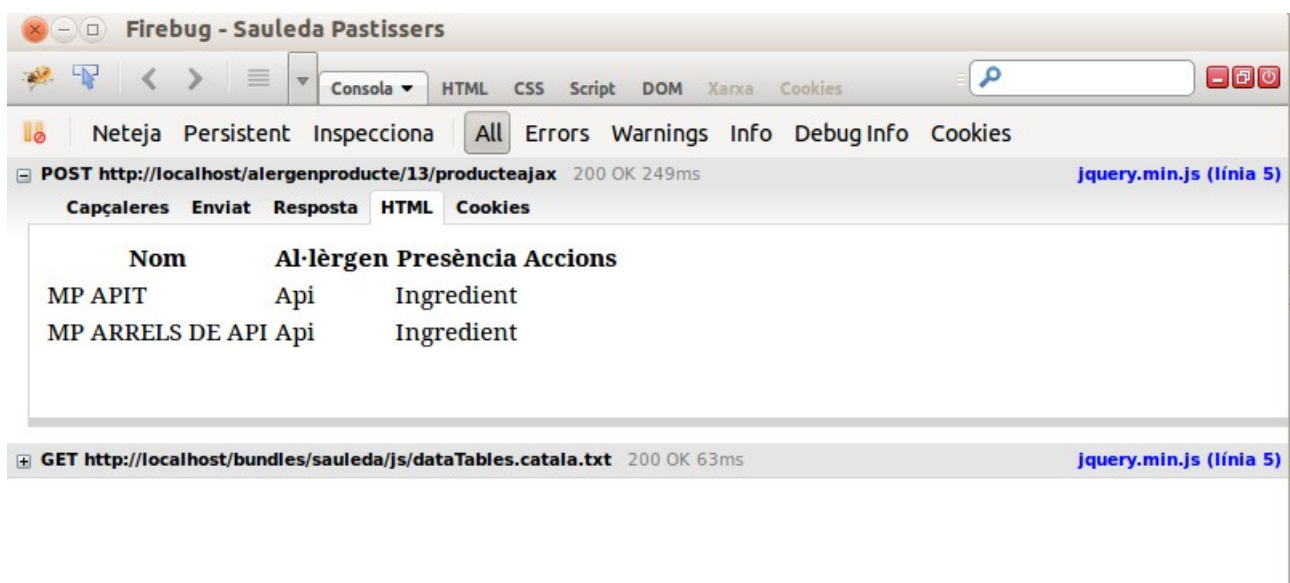 Firebug - Sauleda Pastissers
Consola HTML CSS Script DOM Xarxa Cookies
Neteja Persistent Inspecciona All Errors Warnings Info Debug Info Cookies
POST http://localhost/alergenproducte/13/producteajax 200 OK 249ms jquery.min.js (línia 5)
Capçaleres Enviat Resposta HTML Cookies
Nom Al·lèrgen Presència Accions
MP APIT Api Ingredient
MP ARRELS DE API Api Ingredient
GET http://localhost/bundles/sauleda/js/dataTables.catala.txt 200 OK 63ms jquery.min.js (línia 5)